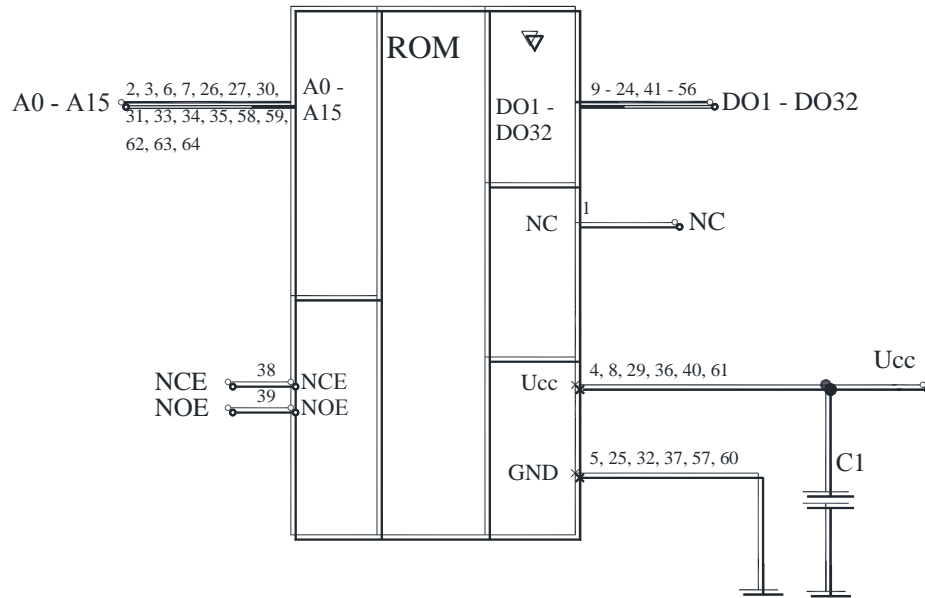 ROM
A0 - A15
2, 3, 6, 7, 26, 27, 30,
31, 33, 34, 35, 58, 59,
62, 63, 64
A0 -
A15
DO1 -
DO32
9 - 24, 41 - 56
DO1 - DO32
NC
1
NC
NCE
38
NCE
NOE
39
NOE
Ucc
4, 8, 29, 36, 40, 61
Ucc
GND
5, 25, 32, 37, 57, 60
C1